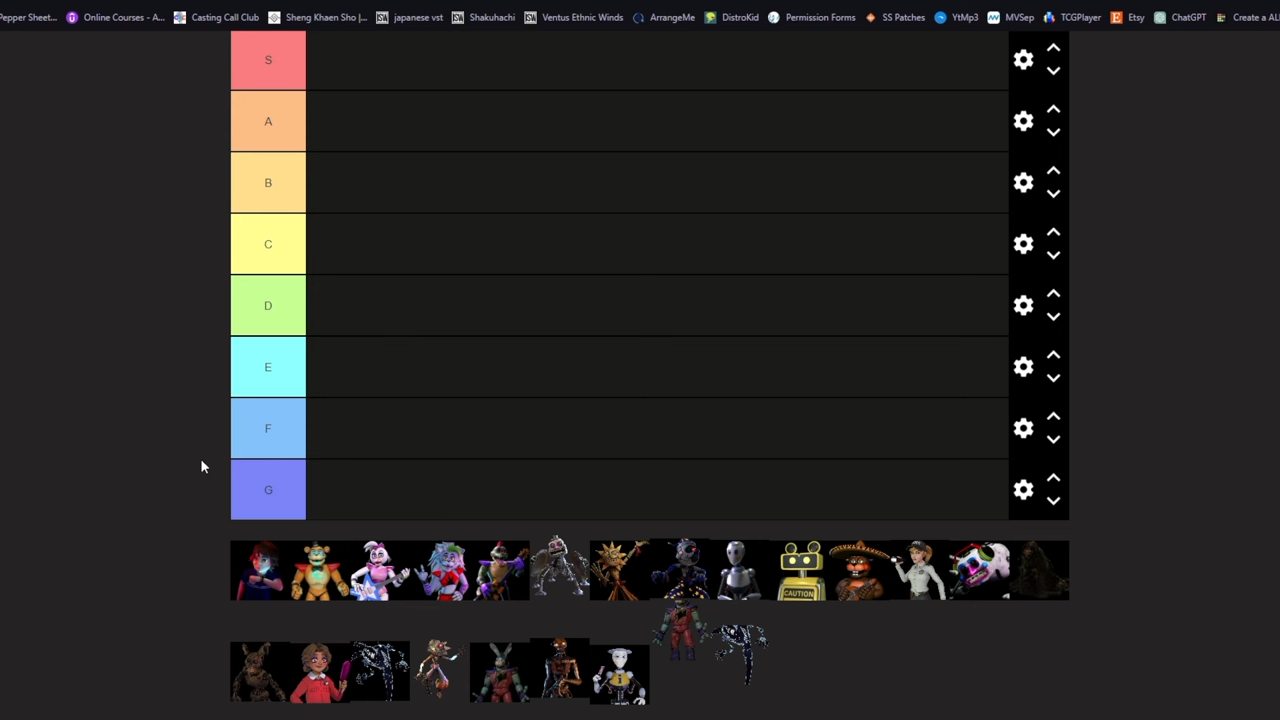 Pepper Sheet... Online Courses - A... Casting Call Club Sheng Khaen Sho |... japanese vst Shakuhachi Ventus Ethnic Winds ArrangeMe DistroKid Permission Forms SS Patches YtMp3 MVSep TCGPlayer Etsy ChatGPT Create a AL
S
A
B
C
D
E
F
G
CAUTION